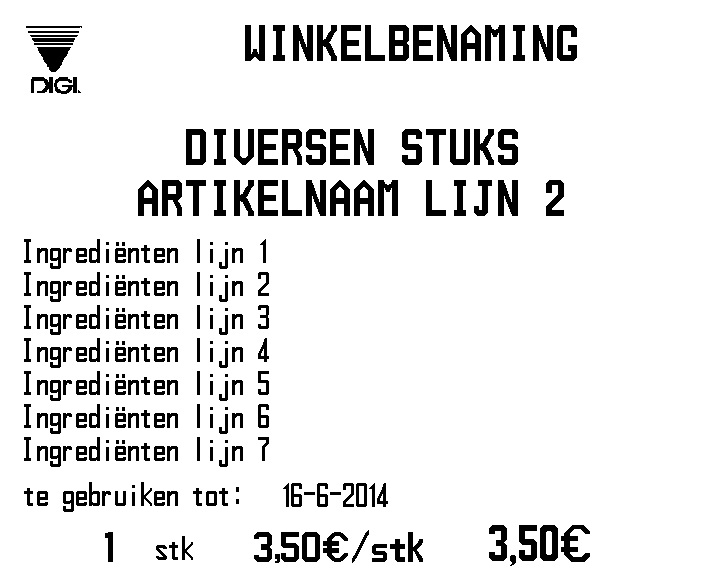 DIGI.
WINKELBENAMING
DIVERSEN STUKS
ARTIKELNAAM LIJN 2
Ingrediënten lijn 1
Ingrediënten lijn 2
Ingrediënten lijn 3
Ingrediënten lijn 4
Ingrediënten lijn 5
Ingrediënten lijn 6
Ingrediënten lijn 7
te gebruiken tot: 16-6-2014
1 stk 3,50€/stk 3,50€